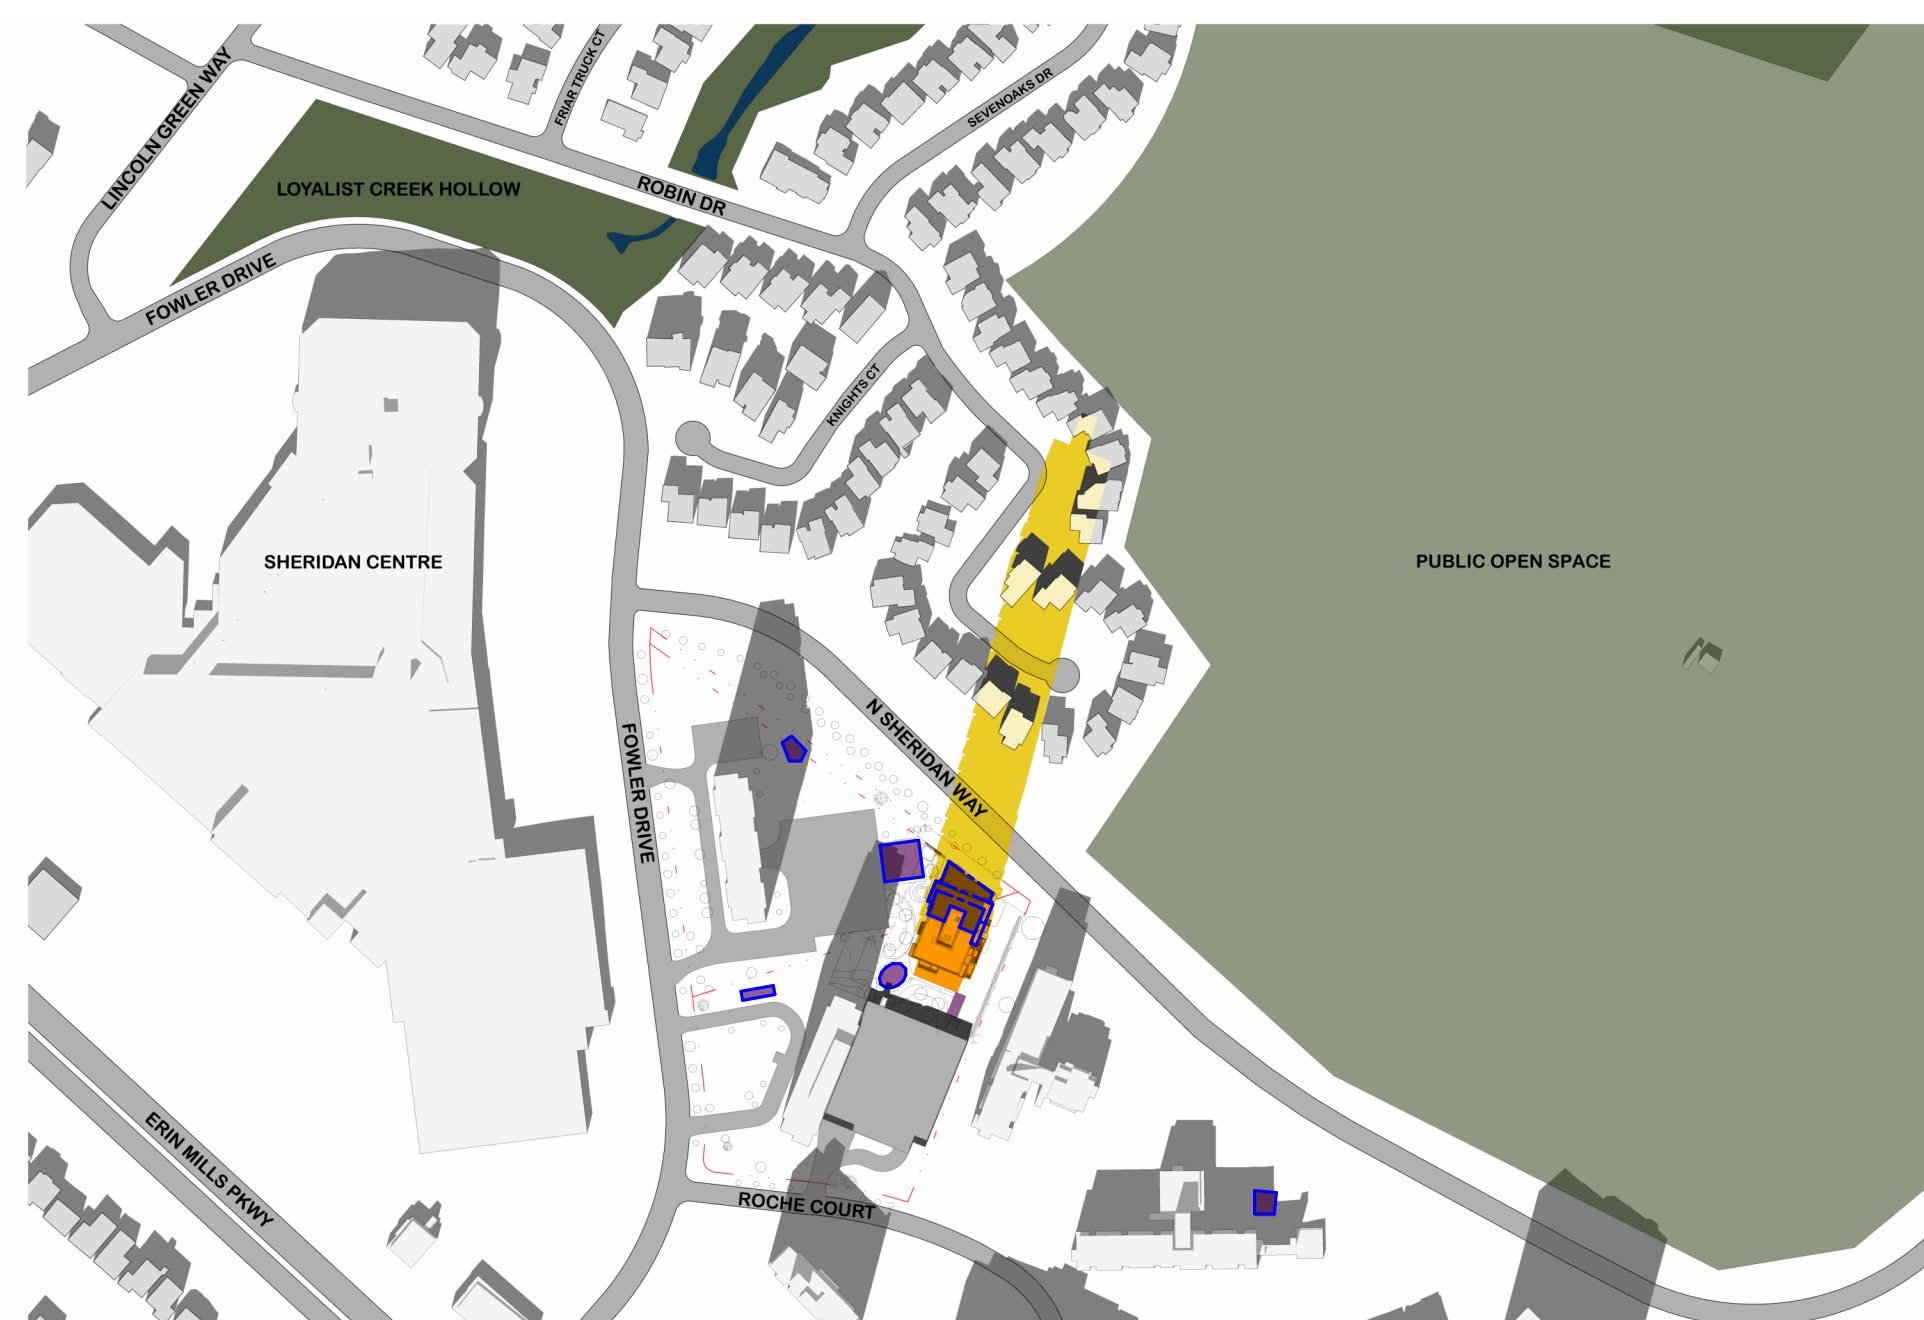 FRIAR TRUCK CT
LINCOLN GREEN WAY
SEVENOAKS DR
LOYALIST CREEK HOLLOW
ROBIN DR
FOWLER DRIVE
KNIGHTS CT
SHERIDAN CENTRE
PUBLIC OPEN SPACE
N SHERIDAN WAY
FOWLER DRIVE
ERIN MILLS PKWY
ROCHE COURT